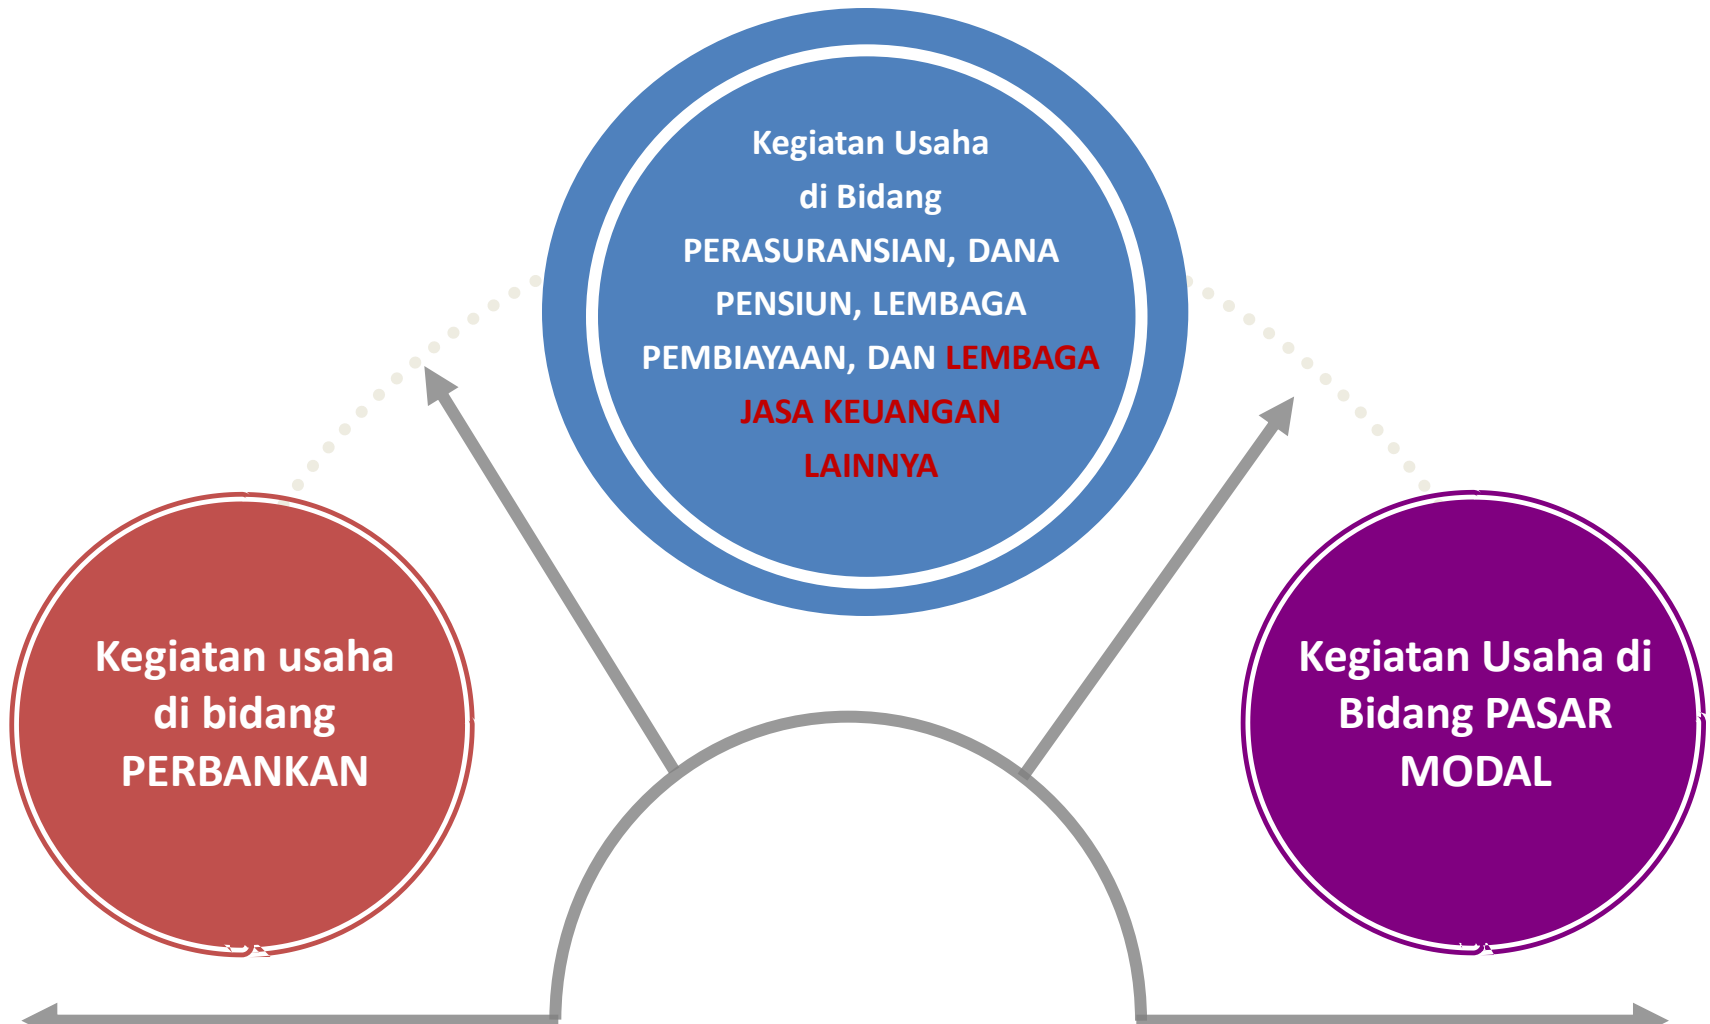 Kegiatan Usaha
di Bidang
PERASURANSIAN, DANA
PENSIUN, LEMBAGA
PEMBIAYAAN, DAN LEMBAGA
JASA KEUANGAN
LAINNYA
Kegiatan usaha
di bidang
PERBANKAN
Kegiatan Usaha di
Bidang PASAR
MODAL